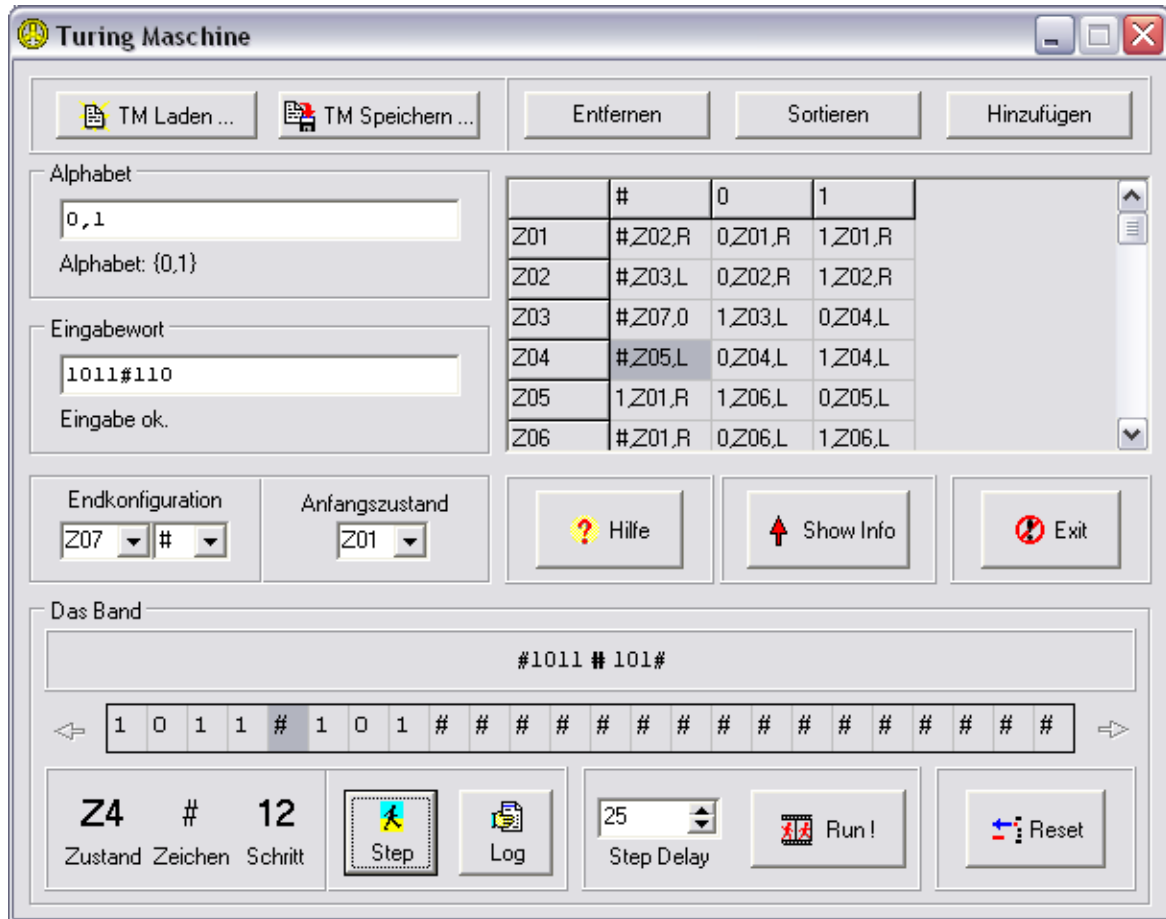 Turing Maschine
TM Laden ... TM Speichern ... Entfernen Sortieren Hinzufügen
Alphabet
0,1
Alphabet: {0,1}
Eingabewort
1011#110
Eingabe ok.
# 0 1
Z01 #,Z02,R 0,Z01,R 1,Z01,R
Z02 #,Z03,L 0,Z02,R 1,Z02,R
Z03 #,Z07,0 1,Z03,L 0,Z04,L
Z04 #,Z05,L 0,Z04,L 1,Z04,L
Z05 1,Z01,R 1,Z06,L 0,Z05,L
Z06 #,Z01,R 0,Z06,L 1,Z06,L
Endkonfiguration Anfangszustand
Z07 # Z01
Hilfe Show Info Exit
Das Band
#1011 # 101#
1 0 1 1 # 1 0 1 # # # # # # # # # # # # # # # #
Z4 # 12
Zustand Zeichen Schritt
Step Log
25
Step Delay
Run !
Reset